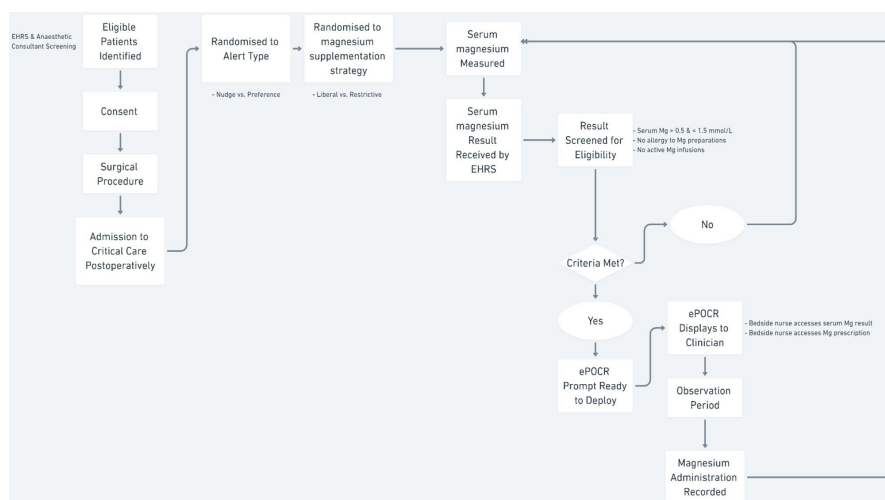 EHRS & Anaesthetic
Consultant Screening
Eligible
Patients
Identified
Consent
Surgical
Procedure
Admission to
Critical Care
Postoperatively
Randomised to
Alert Type
- Nudge vs. Preference
Randomised to
magnesium
supplementation
strategy
- Liberal vs. Restrictive
Serum
magnesium
Measured
Serum
magnesium
Result
Received by
EHRS
Result
Screened for
Eligibility
- Serum Mg > 0.5 & < 1.5 mmol/L
- No allergy to Mg preparations
- No active Mg infusions
Criteria Met?
No
Yes
ePOCR
Prompt Ready
to Deploy
ePOCR
Displays to
Clinician
- Bedside nurse accesses serum Mg result
- Bedside nurse accesses Mg prescription
Observation
Period
Magnesium
Administration
Recorded